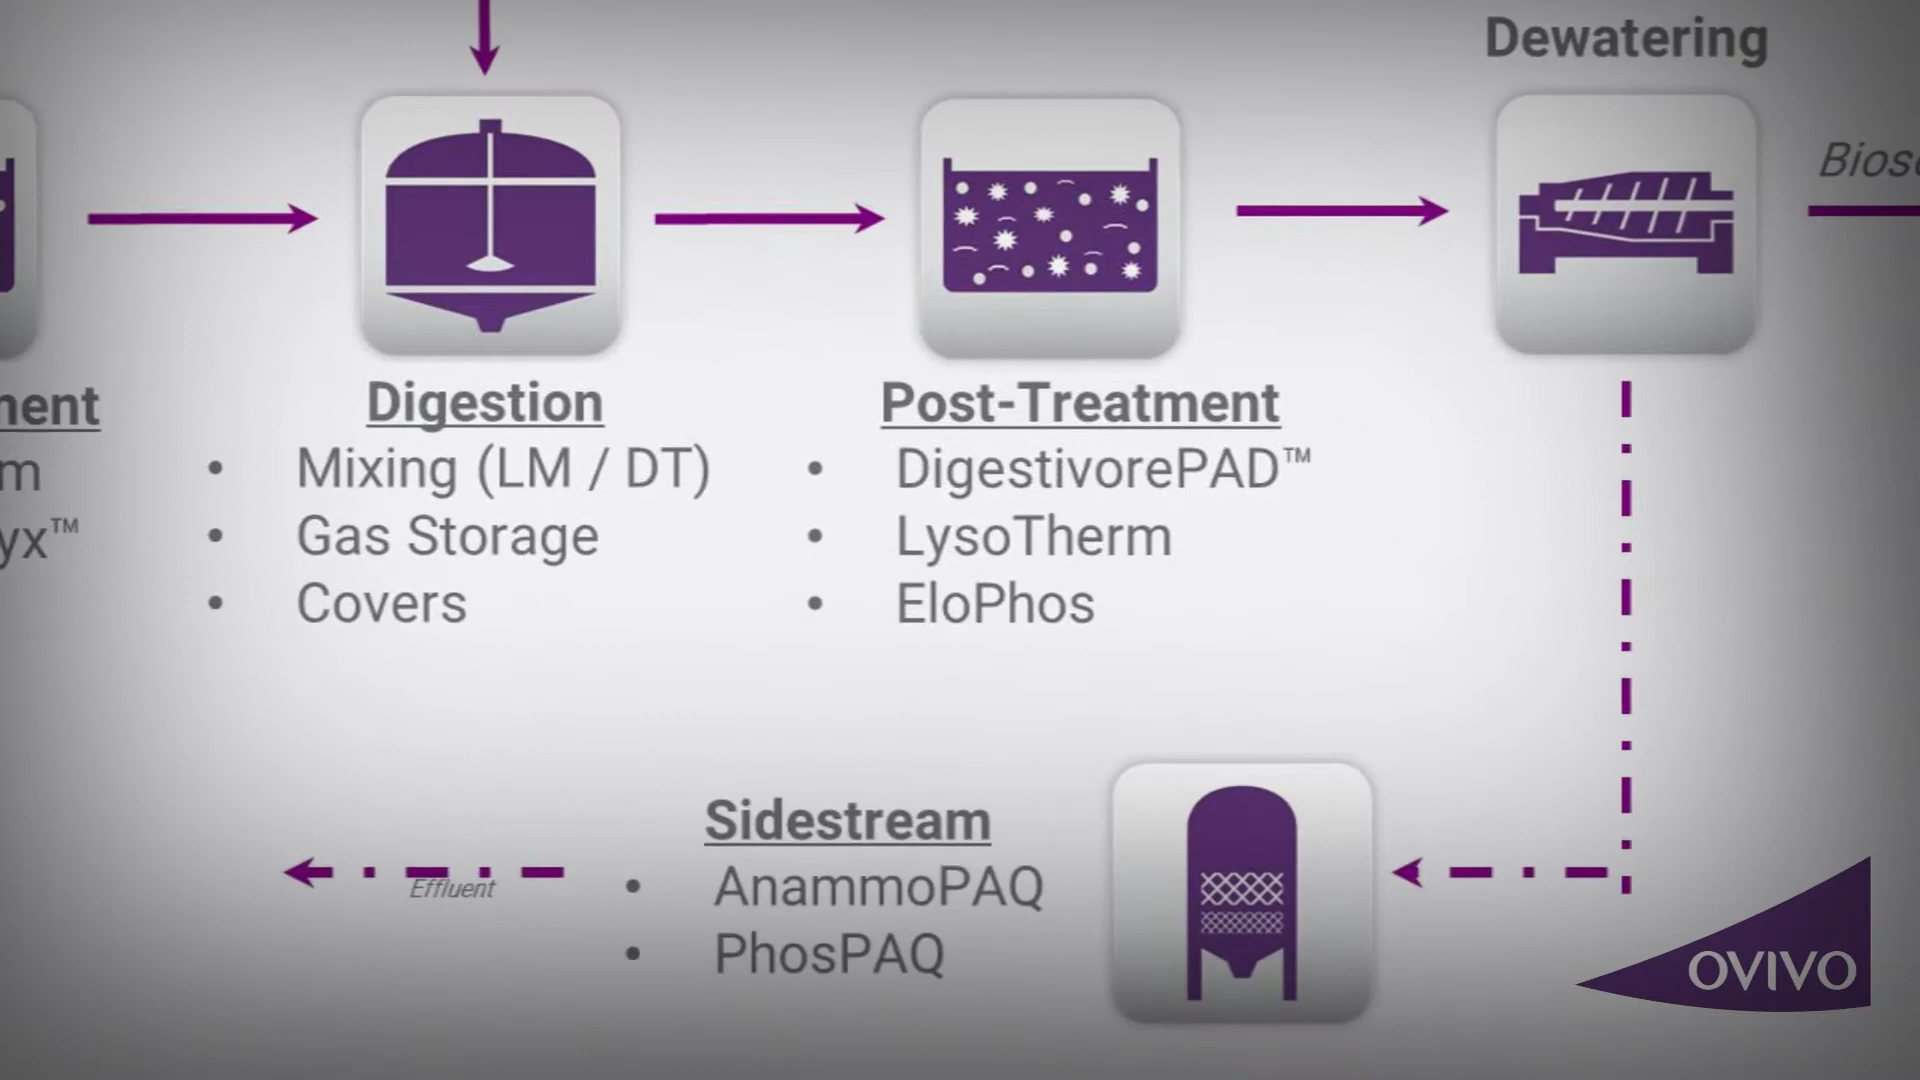 Dewatering
Digestion
Mixing (LM / DT)
Gas Storage
Covers
Post-Treatment
DigestivorePAD™
LysoTherm
EloPhos
Sidestream
AnammoPAQ
PhosPAQ
Effluent
OVIVO